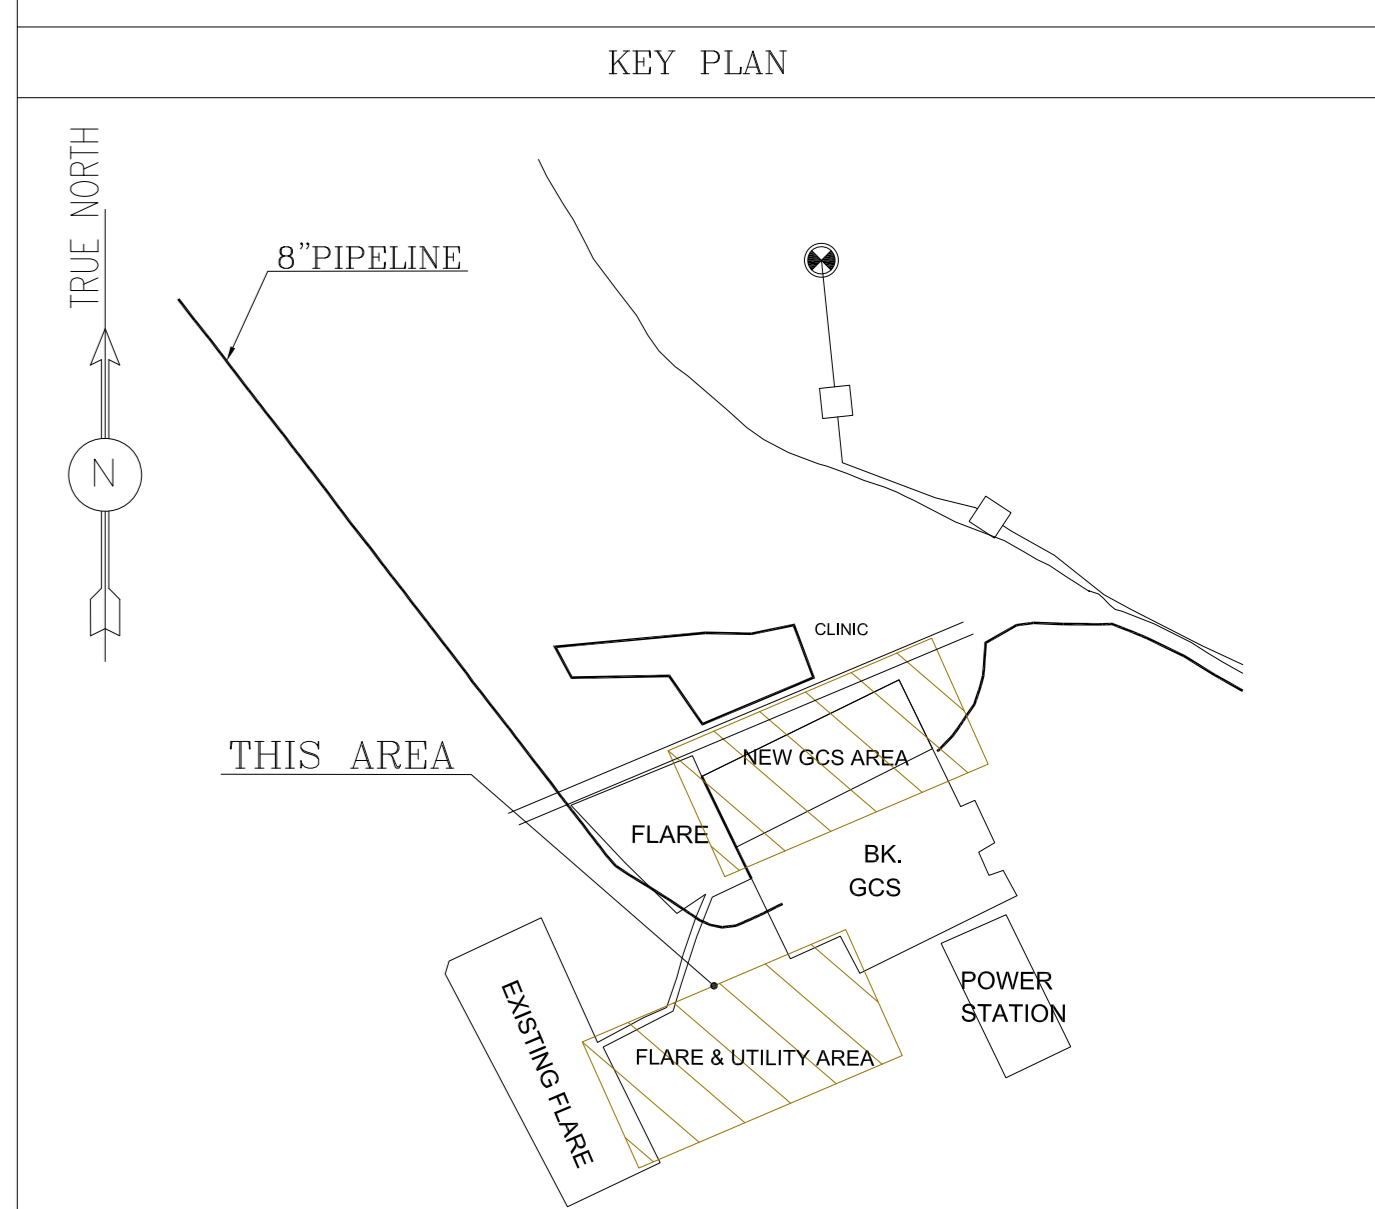 KEY PLAN
TRUE NORTH
N
8"PIPELINE
CLINIC
THIS AREA
NEW GCS AREA
FLARE
BK.
GCS
POWER
STATION
EXISTING FLARE
FLARE & UTILITY AREA